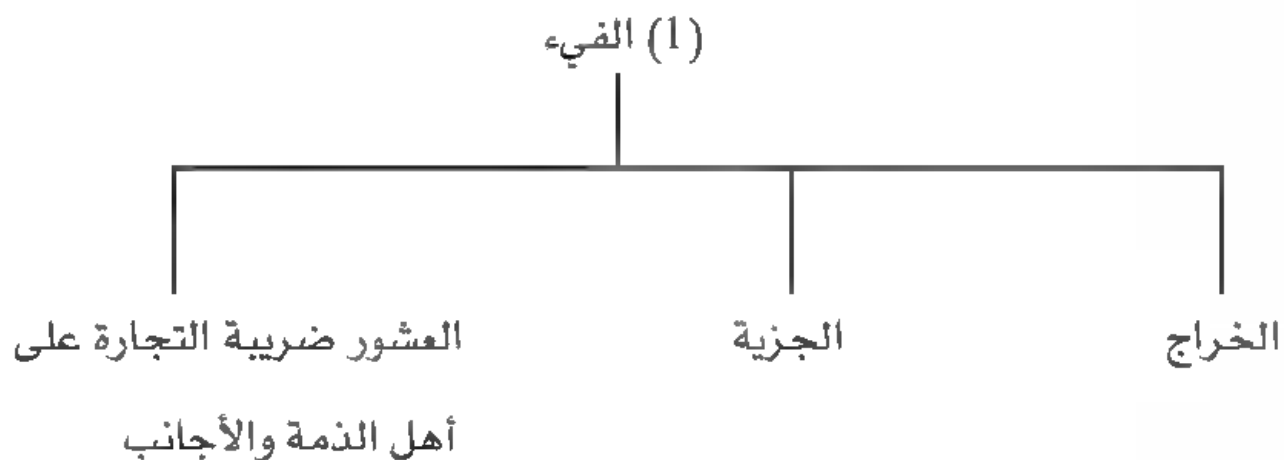 (1) الفيء
الخراج
الجزية
العشور ضريبة التجارة على
أهل الذمة والأجانب